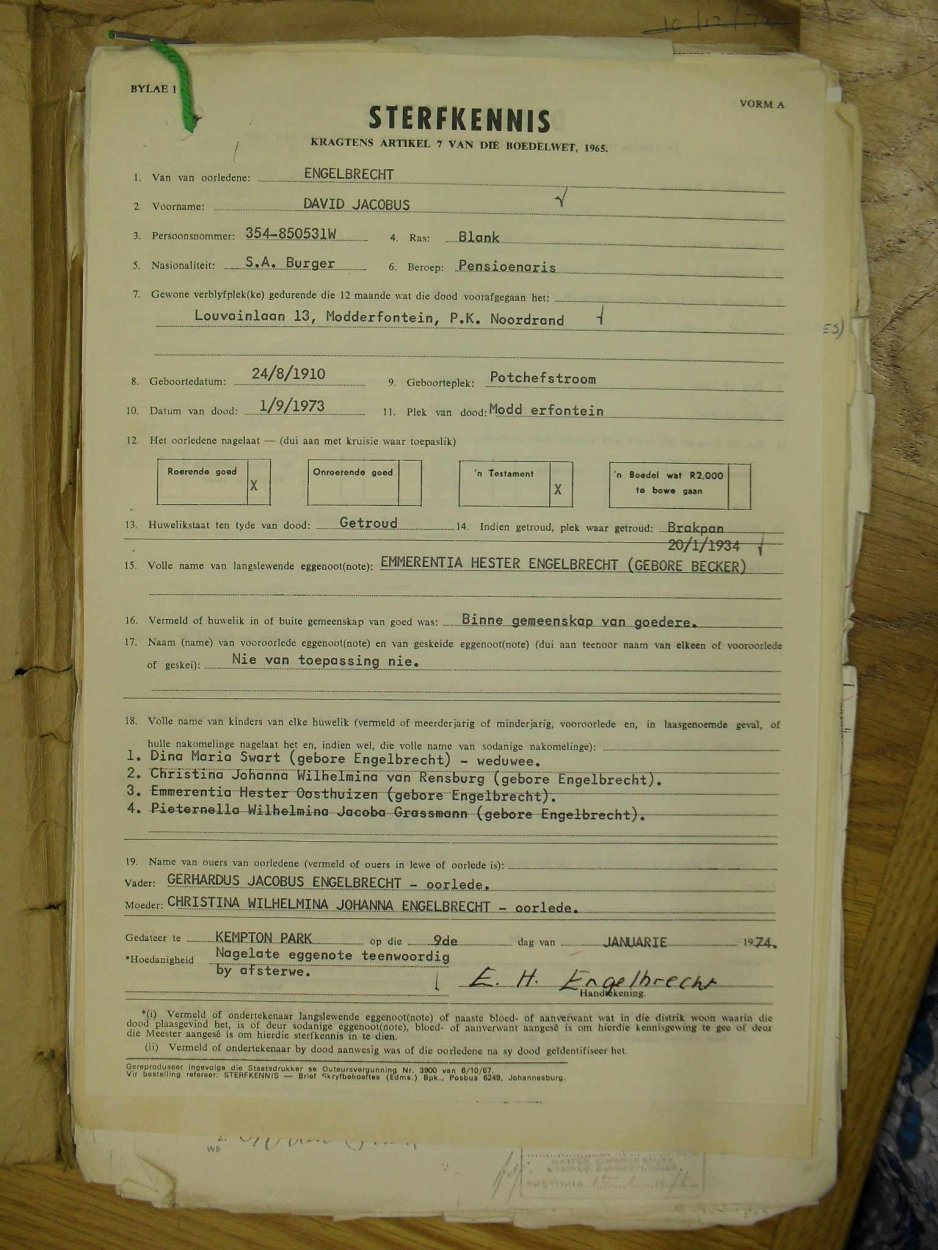 BYLAE 1
VORM A
STERFKENNIS
KRAGTENS ARTIKEL 7 VAN DIE BOEDELWET, 1965.
1. Van van oorledene: ENGELBRECHT
2. Voorname: DAVID JACOBUS
3. Persoonsnommer: 354-850531W 4. Ras: Blank
5. Nasionaliteit: S.A. Burger 6. Beroep: Pensioenaris
7. Gewone verblyfplek(ke) gedurende die 12 maande wat die dood voorafgegaan het:
Louvainlaan 13, Modderfontein, P.K. Noordrand
ES)
8. Geboortedatum: 24/8/1910 9. Geboorteplek: Potchefstroom
10. Datum van dood: 1/9/1973 11. Plek van dood: Modd erfontein
12 Het oorledene nagelaat — (dui aan met kruisie waar toepaslik)
Roerende goed X Onroerende goed 'n Testament X 'n Boedel wat R2,000
te bowe gaan
13. Huwelikstaat ten tyde van dood: Getroud 14. Indien getroud, plek waar getroud: Brakpan
20/1/1934
15. Volle name van langslewende eggenoot(note): EMMERENTIA HESTER ENGELBRECHT (GEBORE BECKER)
16. Vermeld of huwelik in of buite gemeenskap van goed was: Binne gemeenskap van goedere.
17. Naam (name) van vooroorlede eggenoot(note) en van geskeide eggenoot(note) (dui aan teenoor naam van elkeen of vooroorlede
of geskei): Nie van toepassing nie.
18. Volle name van kinders van elke huwelik (vermeld of meerderjarig of minderjarig, vooroorlede en, in laasgenoemde geval, of
hulle nakomelinge nagelaat het en, indien wel, die volle name van sodanige nakomelinge):
1. Dina Maria Swart (gebore Engelbrecht) - weduwee.
2. Christina Johanna Wilhelmina van Rensburg (gebore Engelbrecht).
3. Emmerentia Hester Oosthuizen (gebore Engelbrecht).
4. Pieternella Wilhelmina Jacoba Grassmann (gebore Engelbrecht).
19. Name van ouers van oorledene (vermeld of ouers in lewe of oorlede is):
Vader: GERHARDUS JACOBUS ENGELBRECHT - oorlede.
Moeder: CHRISTINA WILHELMINA JOHANNA ENGELBRECHT - oorlede.
Gedateer te KEMPTON PARK op die 9de dag van JANUARIE 1974.
*Hoedanigheid Nagelate eggenote teenwoordig
by afsterwe.
E. H. Engelbrecht
Handtekening.
*(i) Vermeld of ondertekenaar langslewende eggenoot(note) of naaste bloed- of aanverwant wat in die distrik woon waarin die
dood plaasgevind het, is of deur sodanige eggenoot(note), bloed- of aanverwant aangesê is om hierdie kennisgewing te gee of deur
die Meester aangesê is om hierdie sterfkennis in te dien.
(ii) Vermeld of ondertekenaar by dood aanwesig was of die oorledene na sy dood geïdentifiseer het.
Gereproduseer ingevolge die Staatsdrukker se Outeursvergunning Nr. 3900 van 6/10/67.
Vir bestelling refereer: STERFKENNIS — Brief Skryfbehoeftes (Edms.) Bpk., Posbus 6249, Johannesburg.
WB